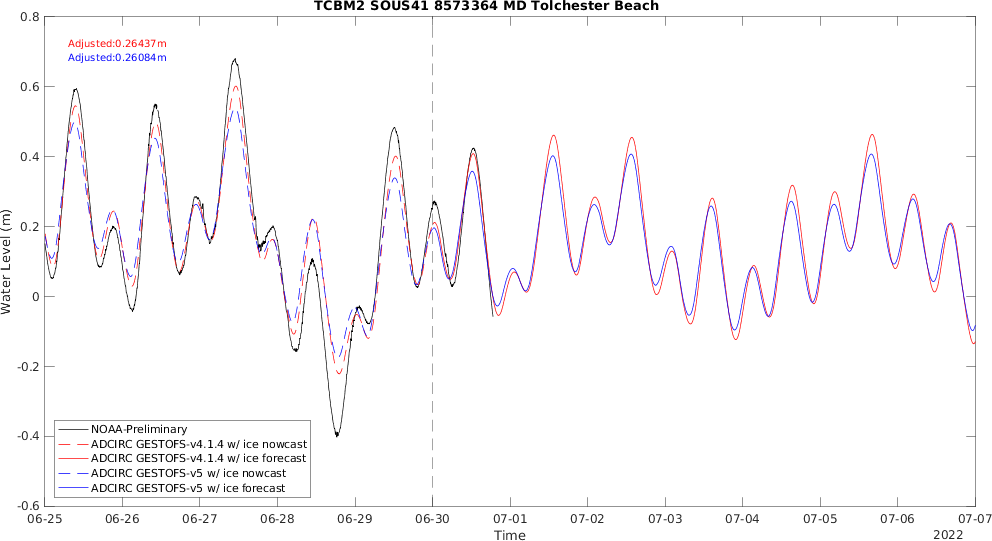 TCBM2 SOUS41 8573364 MD Tolchester Beach
Adjusted:0.26437m
Adjusted:0.26084m
Water Level (m)
0.8
0.6
0.4
0.2
0
-0.2
-0.4
-0.6
NOAA-Preliminary
ADCIRC GESTOFS-v4.1.4 w/ ice nowcast
ADCIRC GESTOFS-v4.1.4 w/ ice forecast
ADCIRC GESTOFS-v5 w/ ice nowcast
ADCIRC GESTOFS-v5 w/ ice forecast
06-25 06-26 06-27 06-28 06-29 06-30 07-01 07-02 07-03 07-04 07-05 07-06 07-07
Time
2022